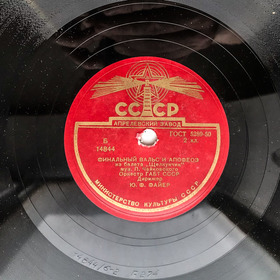 СССР
АПРЕЛЕВСКИЙ ЗАВОД
ГОСТ 5289-50
Б
14844
2 кл.
ФИНАЛЬНЫЙ ВАЛЬС И АПОФЕОЗ
из балета „Щелкунчик"
муз. П. Чайковского
Оркестр ГАБТ СССР
Дирижер
Ю. Ф. ФАЙЕР
МИНИСТЕРСТВО КУЛЬТУРЫ СССР